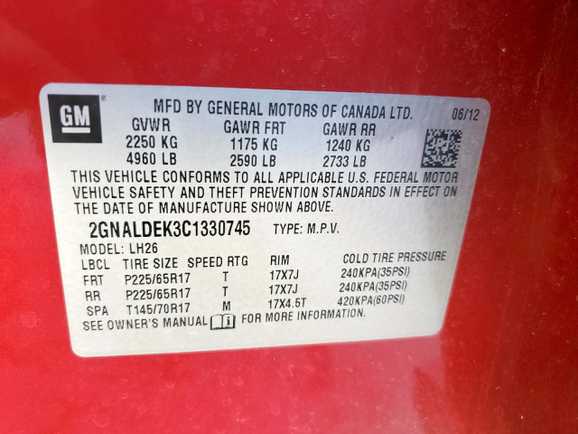 GM
MFD BY GENERAL MOTORS OF CANADA LTD. 06/12
GVWR GAWR FRT GAWR RR
2250 KG 1175 KG 1240 KG
4960 LB 2590 LB 2733 LB
THIS VEHICLE CONFORMS TO ALL APPLICABLE U.S. FEDERAL MOTOR
VEHICLE SAFETY AND THEFT PREVENTION STANDARDS IN EFFECT ON
THE DATE OF MANUFACTURE SHOWN ABOVE.
2GNALDEK3C1330745 TYPE: M.P.V.
MODEL: LH26
LBCL TIRE SIZE SPEED RTG RIM COLD TIRE PRESSURE
FRT P225/65R17 T 17X7J 240KPA(35PSI)
RR P225/65R17 T 17X7J 240KPA(35PSI)
SPA T145/70R17 M 17X4.5T 420KPA(60PSI)
SEE OWNER'S MANUAL FOR MORE INFORMATION.